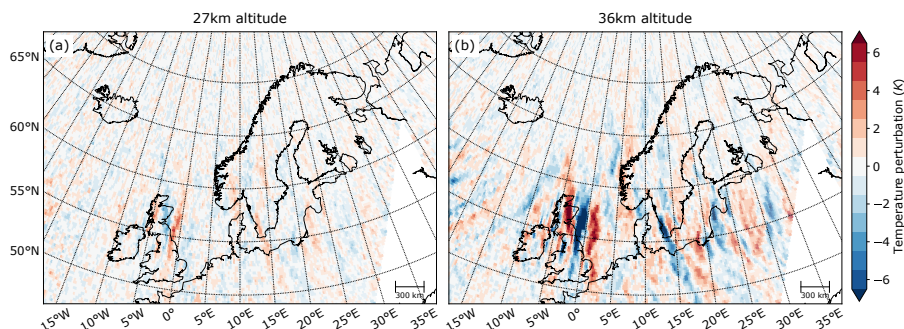 27km altitude
36km altitude
(a)
(b)
65°N
60°N
55°N
50°N
15°W
10°W
5°W
0°
5°E
10°E
15°E
20°E
25°E
30°E
35°E
300 km
15°W
10°W
5°W
0°
5°E
10°E
15°E
20°E
25°E
30°E
35°E
300 km
6
4
2
0
−2
−4
−6
Temperature perturbation (K)